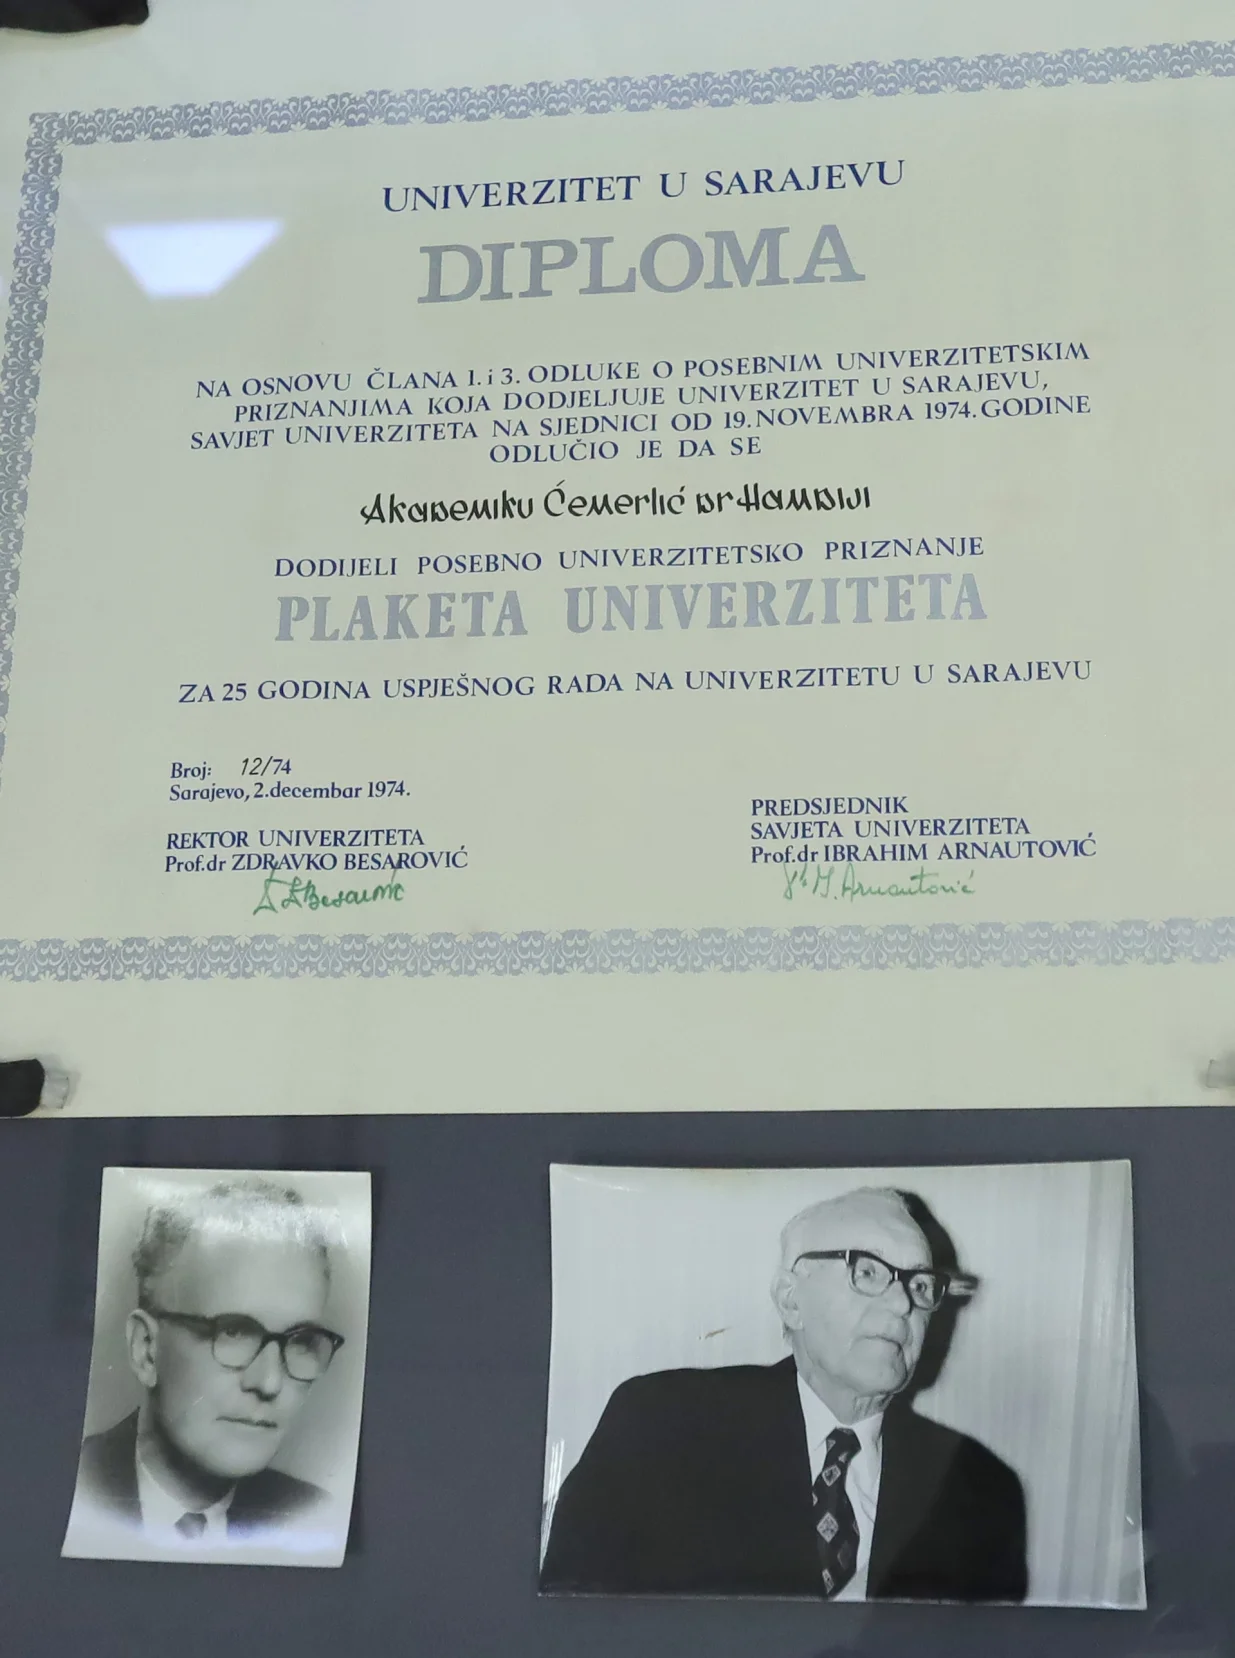 UNIVERZITET U SARAJEVU
DIPLOMA
NA OSNOVU ČLANA 1. i 3. ODLUKE O POSEBNIM UNIVERZITETSKIM
PRIZNANJIMA KOJA DODJELJUJE UNIVERZITET U SARAJEVU,
SAVJET UNIVERZITETA NA SJEDNICI OD 19. NOVEMBRA 1974. GODINE
ODLUČIO JE DA SE
Akademiku Ćemerlić dr Hamdiji
DODIJELI POSEBNO UNIVERZITETSKO PRIZNANJE
PLAKETA UNIVERZITETA
ZA 25 GODINA USPJEŠNOG RADA NA UNIVERZITETU U SARAJEVU
Broj: 12/74
Sarajevo, 2. decembar 1974.
REKTOR UNIVERZITETA
Prof. dr ZDRAVKO BESAROVIĆ
Z Besarović
PREDSJEDNIK
SAVJETA UNIVERZITETA
Prof. dr IBRAHIM ARNAUTOVIĆ
Dr I. Arnautović